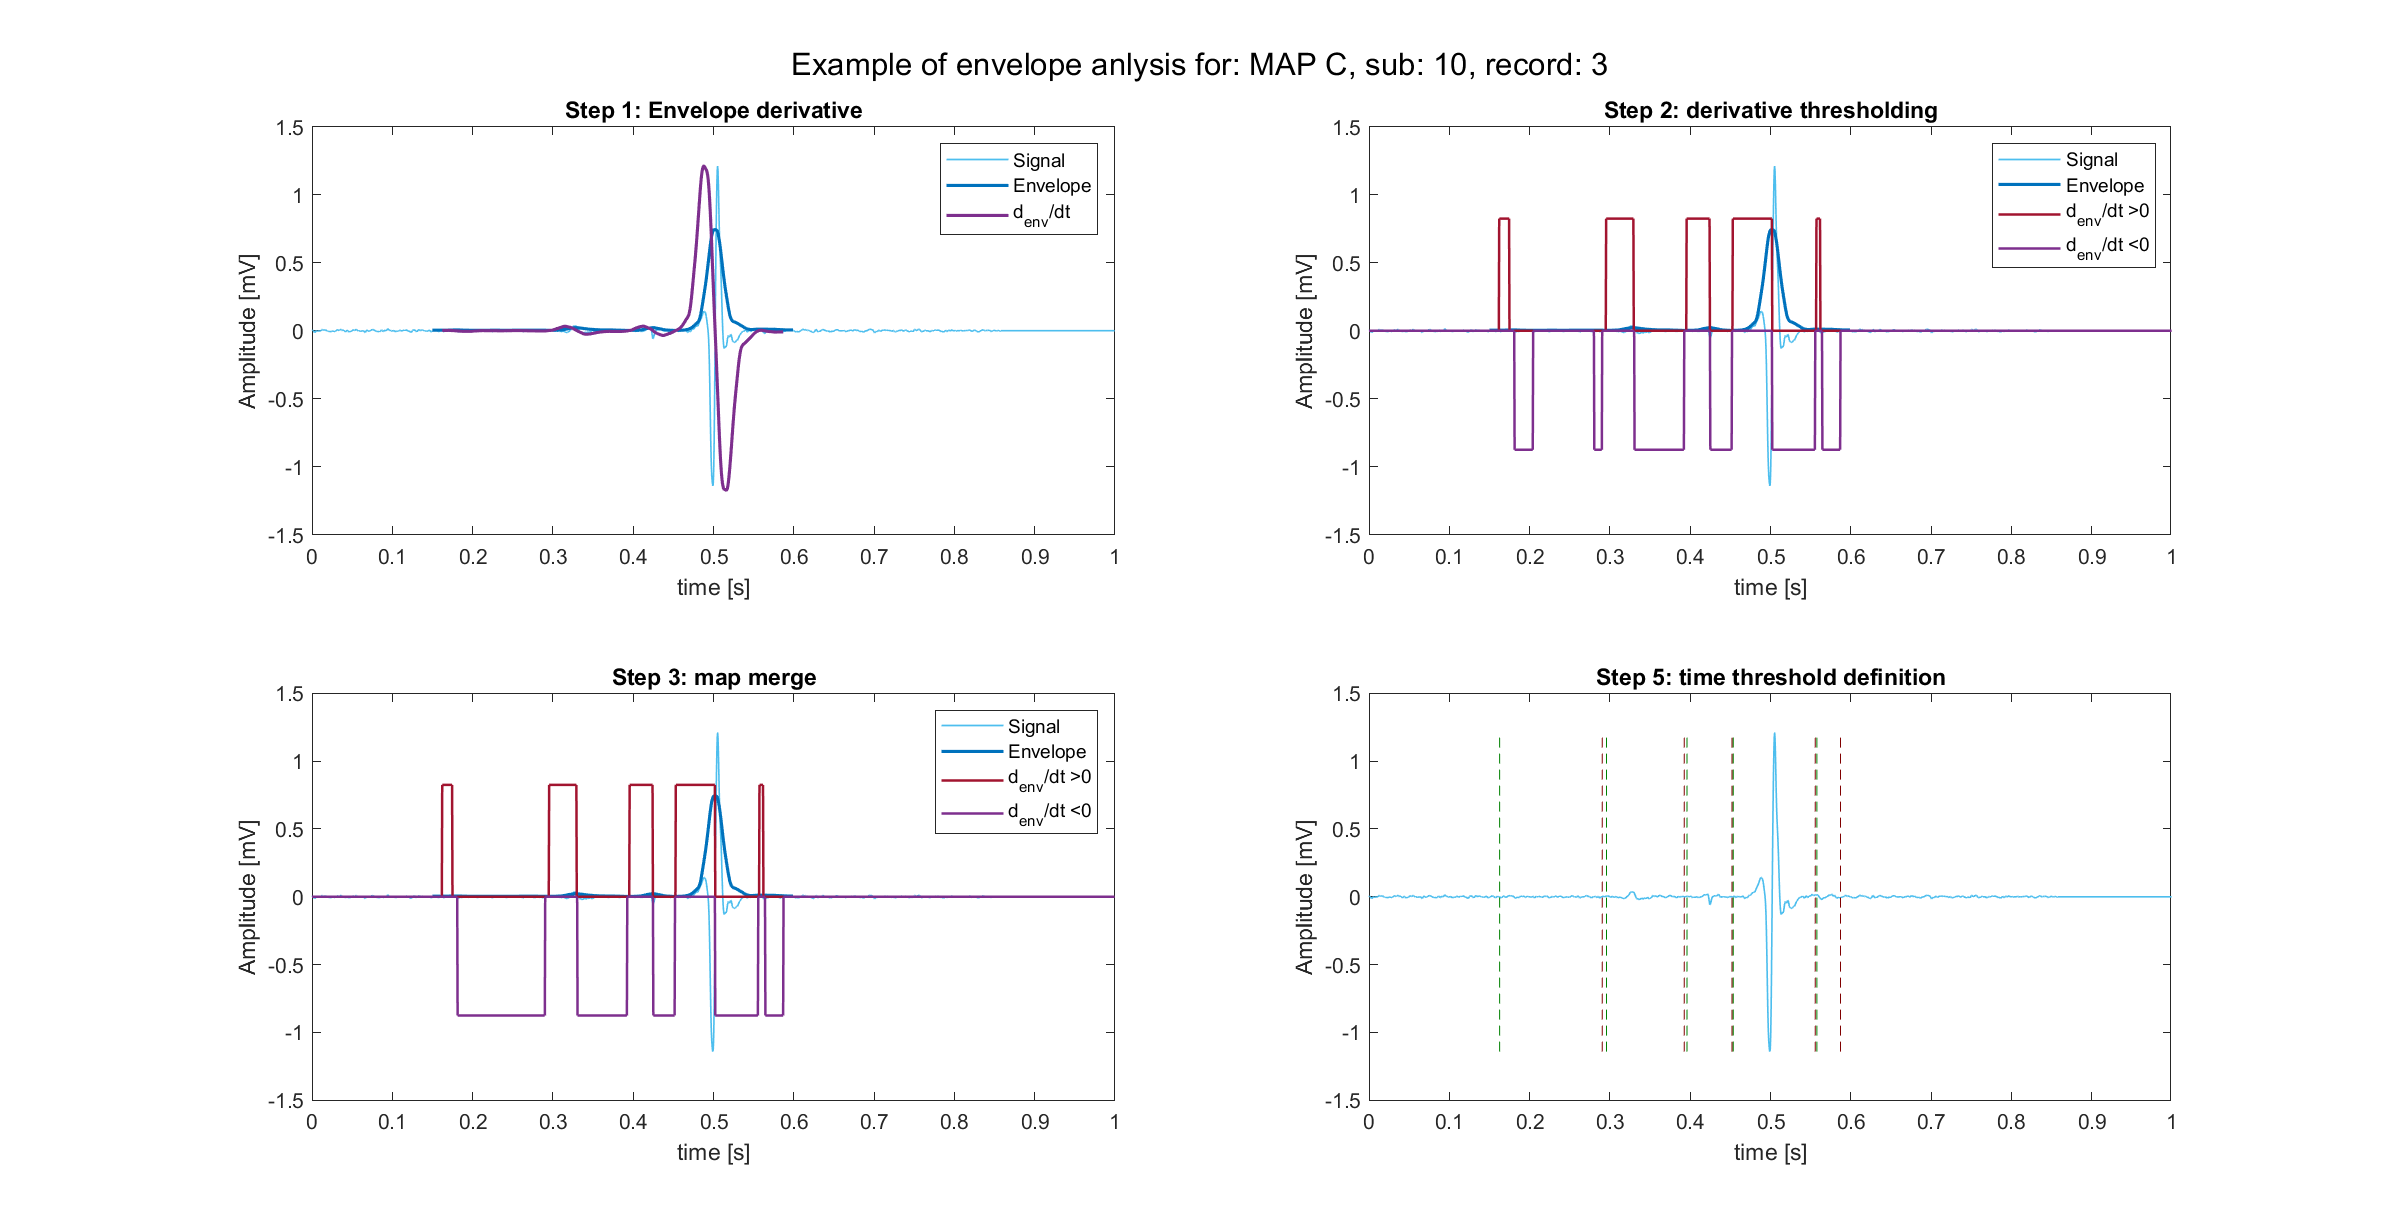 Example of envelope anlysis for: MAP C, sub: 10, record: 3
Step 1: Envelope derivative
1.5
1
0.5
0
-0.5
-1
-1.5
Amplitude [mV]
0 0.1 0.2 0.3 0.4 0.5 0.6 0.7 0.8 0.9 1
time [s]
Signal
Envelope
d_env/dt
Step 2: derivative thresholding
1.5
1
0.5
0
-0.5
-1
-1.5
Amplitude [mV]
0 0.1 0.2 0.3 0.4 0.5 0.6 0.7 0.8 0.9 1
time [s]
Signal
Envelope
d_env/dt >0
d_env/dt <0
Step 3: map merge
1.5
1
0.5
0
-0.5
-1
-1.5
Amplitude [mV]
0 0.1 0.2 0.3 0.4 0.5 0.6 0.7 0.8 0.9 1
time [s]
Signal
Envelope
d_env/dt >0
d_env/dt <0
Step 5: time threshold definition
1.5
1
0.5
0
-0.5
-1
-1.5
Amplitude [mV]
0 0.1 0.2 0.3 0.4 0.5 0.6 0.7 0.8 0.9 1
time [s]